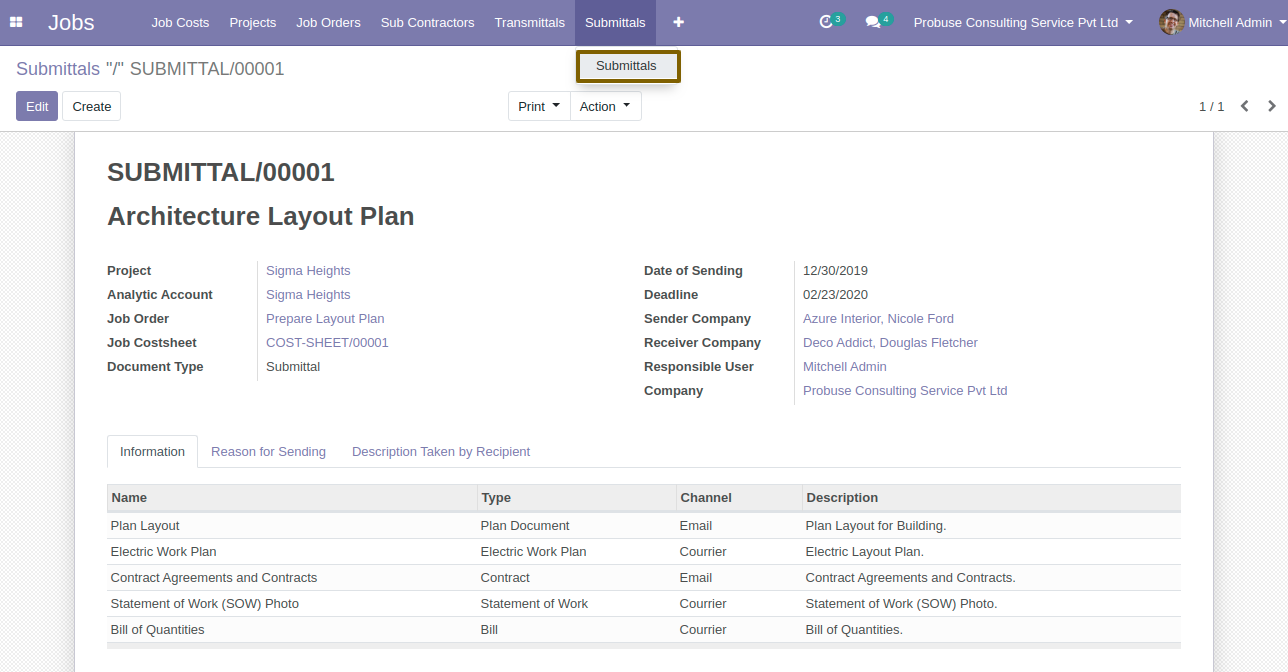 Jobs Job Costs Projects Job Orders Sub Contractors Transmittals Submittals 3 4 Probuse Consulting Service Pvt Ltd Mitchell Admin
Submittals
Submittals "/" SUBMITTAL/00001
Edit Create Print Action 1 / 1
SUBMITTAL/00001
Architecture Layout Plan
Project Sigma Heights Date of Sending 12/30/2019
Analytic Account Sigma Heights Deadline 02/23/2020
Job Order Prepare Layout Plan Sender Company Azure Interior, Nicole Ford
Job Costsheet COST-SHEET/00001 Receiver Company Deco Addict, Douglas Fletcher
Document Type Submittal Responsible User Mitchell Admin
Company Probuse Consulting Service Pvt Ltd
Information Reason for Sending Description Taken by Recipient
Name Type Channel Description
Plan Layout Plan Document Email Plan Layout for Building.
Electric Work Plan Electric Work Plan Courrier Electric Layout Plan.
Contract Agreements and Contracts Contract Email Contract Agreements and Contracts.
Statement of Work (SOW) Photo Statement of Work Courrier Statement of Work (SOW) Photo.
Bill of Quantities Bill Courrier Bill of Quantities.